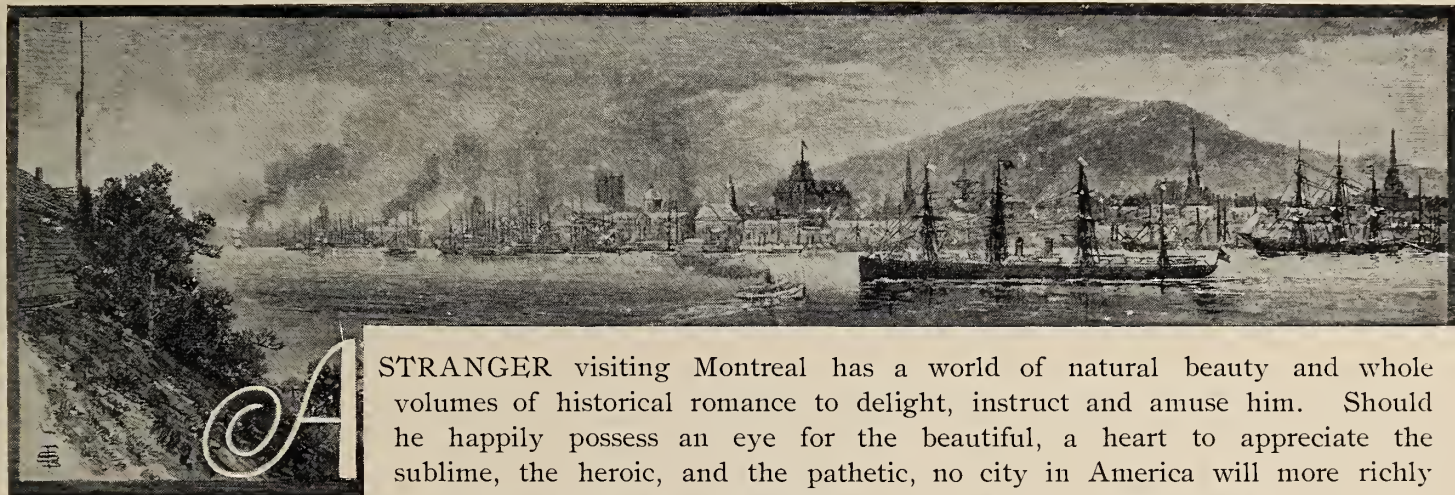 A STRANGER visiting Montreal has a world of natural beauty and whole
volumes of historical romance to delight, instruct and amuse him. Should
he happily possess an eye for the beautiful, a heart to appreciate the
sublime, the heroic, and the pathetic, no city in America will more richly